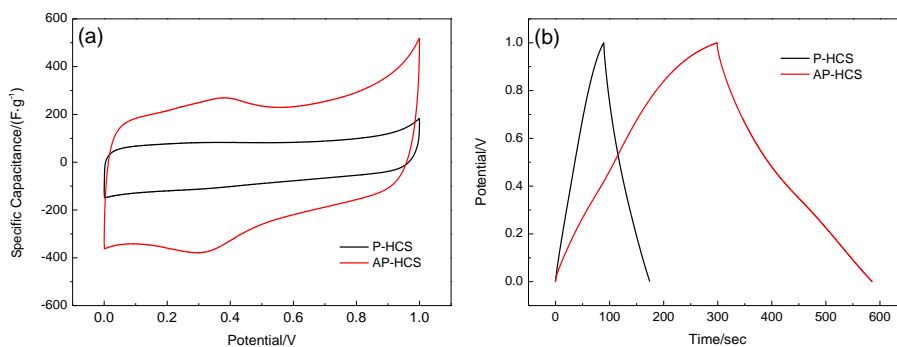 (a)
600
400
200
0
-200
-400
-600
Specific Capacitance/(F·g⁻¹)
0.0 0.2 0.4 0.6 0.8 1.0
Potential/V
P-HCS
AP-HCS
(b)
1.0
0.8
0.6
0.4
0.2
0.0
Potential/V
0 100 200 300 400 500 600
Time/sec
P-HCS
AP-HCS